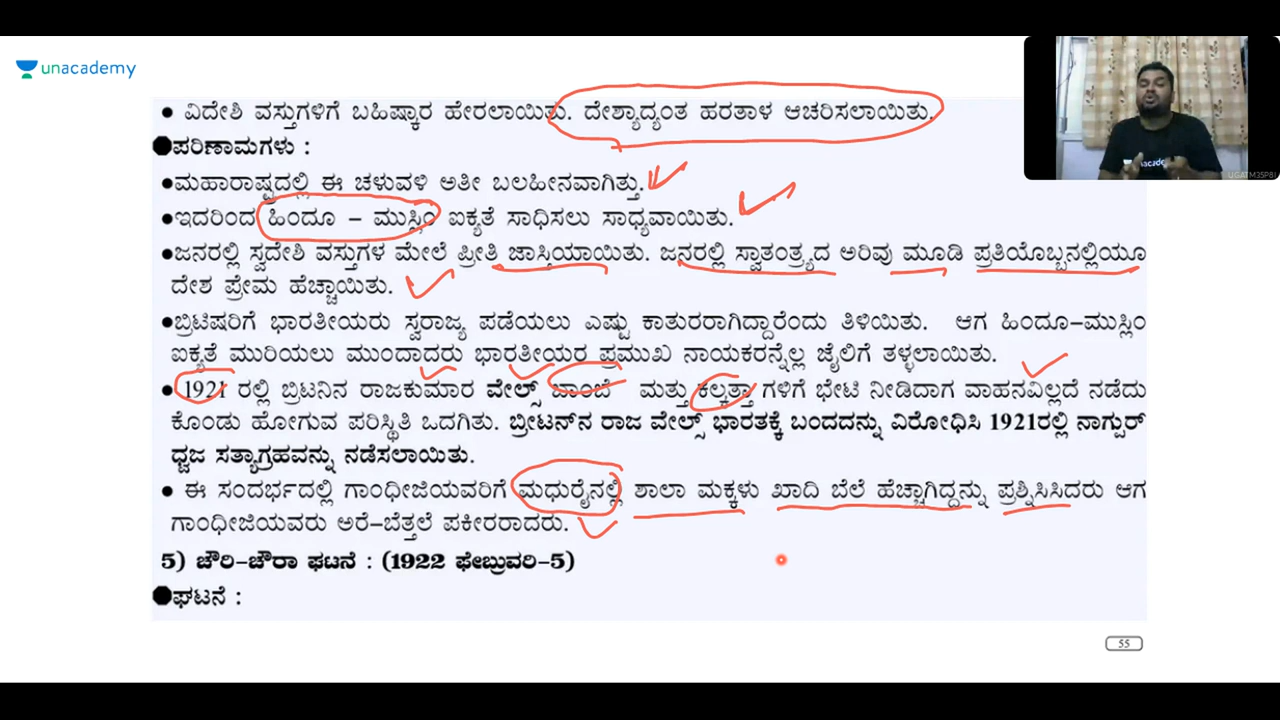 unacademy
• ವಿದೇಶಿ ವಸ್ತುಗಳಿಗೆ ಬಹಿಷ್ಕಾರ ಹೇರಲಾಯಿತು. ದೇಶ್ಯಾದ್ಯಂತ ಹರತಾಳ ಆಚರಿಸಲಾಯಿತು.
●ಪರಿಣಾಮಗಳು :
●ಮಹಾರಾಷ್ಟ್ರದಲ್ಲಿ ಈ ಚಳುವಳಿ ಅತೀ ಬಲಹೀನವಾಗಿತ್ತು.
●ಇದರಿಂದ ಹಿಂದೂ – ಮುಸ್ಲಿಂ ಐಕ್ಯತೆ ಸಾಧಿಸಲು ಸಾಧ್ಯವಾಯಿತು.
●ಜನರಲ್ಲಿ ಸ್ವದೇಶಿ ವಸ್ತುಗಳ ಮೇಲೆ ಪ್ರೀತಿ ಜಾಸ್ತಿಯಾಯಿತು. ಜನರಲ್ಲಿ ಸ್ವಾತಂತ್ರ್ಯದ ಅರಿವು ಮೂಡಿ ಪ್ರತಿಯೊಬ್ಬನಲ್ಲಿಯೂ
ದೇಶ ಪ್ರೇಮ ಹೆಚ್ಚಾಯಿತು.
●ಬ್ರಿಟಿಷರಿಗೆ ಭಾರತೀಯರು ಸ್ವರಾಜ್ಯ ಪಡೆಯಲು ಎಷ್ಟು ಕಾತುರರಾಗಿದ್ದಾರೆಂದು ತಿಳಿಯಿತು. ಆಗ ಹಿಂದೂ–ಮುಸ್ಲಿಂ
ಐಕ್ಯತೆ ಮುರಿಯಲು ಮುಂದಾದರು ಭಾರತೀಯರ ಪ್ರಮುಖ ನಾಯಕರನ್ನೆಲ್ಲ ಜೈಲಿಗೆ ತಳ್ಳಲಾಯಿತು.
● 1921 ರಲ್ಲಿ ಬ್ರಿಟನಿನ ರಾಜಕುಮಾರ ವೇಲ್ಸ್ ಬಾಂಬೆ ಮತ್ತು ಕಲ್ಕತ್ತಾ ಗಳಿಗೆ ಭೇಟಿ ನೀಡಿದಾಗ ವಾಹನವಿಲ್ಲದೆ ನಡೆದು
ಕೊಂಡು ಹೋಗುವ ಪರಿಸ್ಥಿತಿ ಒದಗಿತು. ಬ್ರೀಟನ್‌ನ ರಾಜ ವೇಲ್ಸ್ ಭಾರತಕ್ಕೆ ಬಂದದನ್ನು ವಿರೋಧಿಸಿ 1921ರಲ್ಲಿ ನಾಗ್ಪುರ್
ಧ್ವಜ ಸತ್ಯಾಗ್ರಹವನ್ನು ನಡೆಸಲಾಯಿತು.
● ಈ ಸಂದರ್ಭದಲ್ಲಿ ಗಾಂಧೀಜಿಯವರಿಗೆ ಮಧುರೈನಲ್ಲಿ ಶಾಲಾ ಮಕ್ಕಳು ಖಾದಿ ಬೆಲೆ ಹೆಚ್ಚಾಗಿದ್ದನ್ನು ಪ್ರಶ್ನಿಸಿಸಿದರು ಆಗ
ಗಾಂಧೀಜಿಯವರು ಅರೆ–ಬೆತ್ತಲೆ ಪಕೀರರಾದರು.
5) ಚೌರಿ–ಚೌರಾ ಘಟನೆ : (1922 ಫೇಬ್ರುವರಿ–5)
●ಘಟನೆ :
55